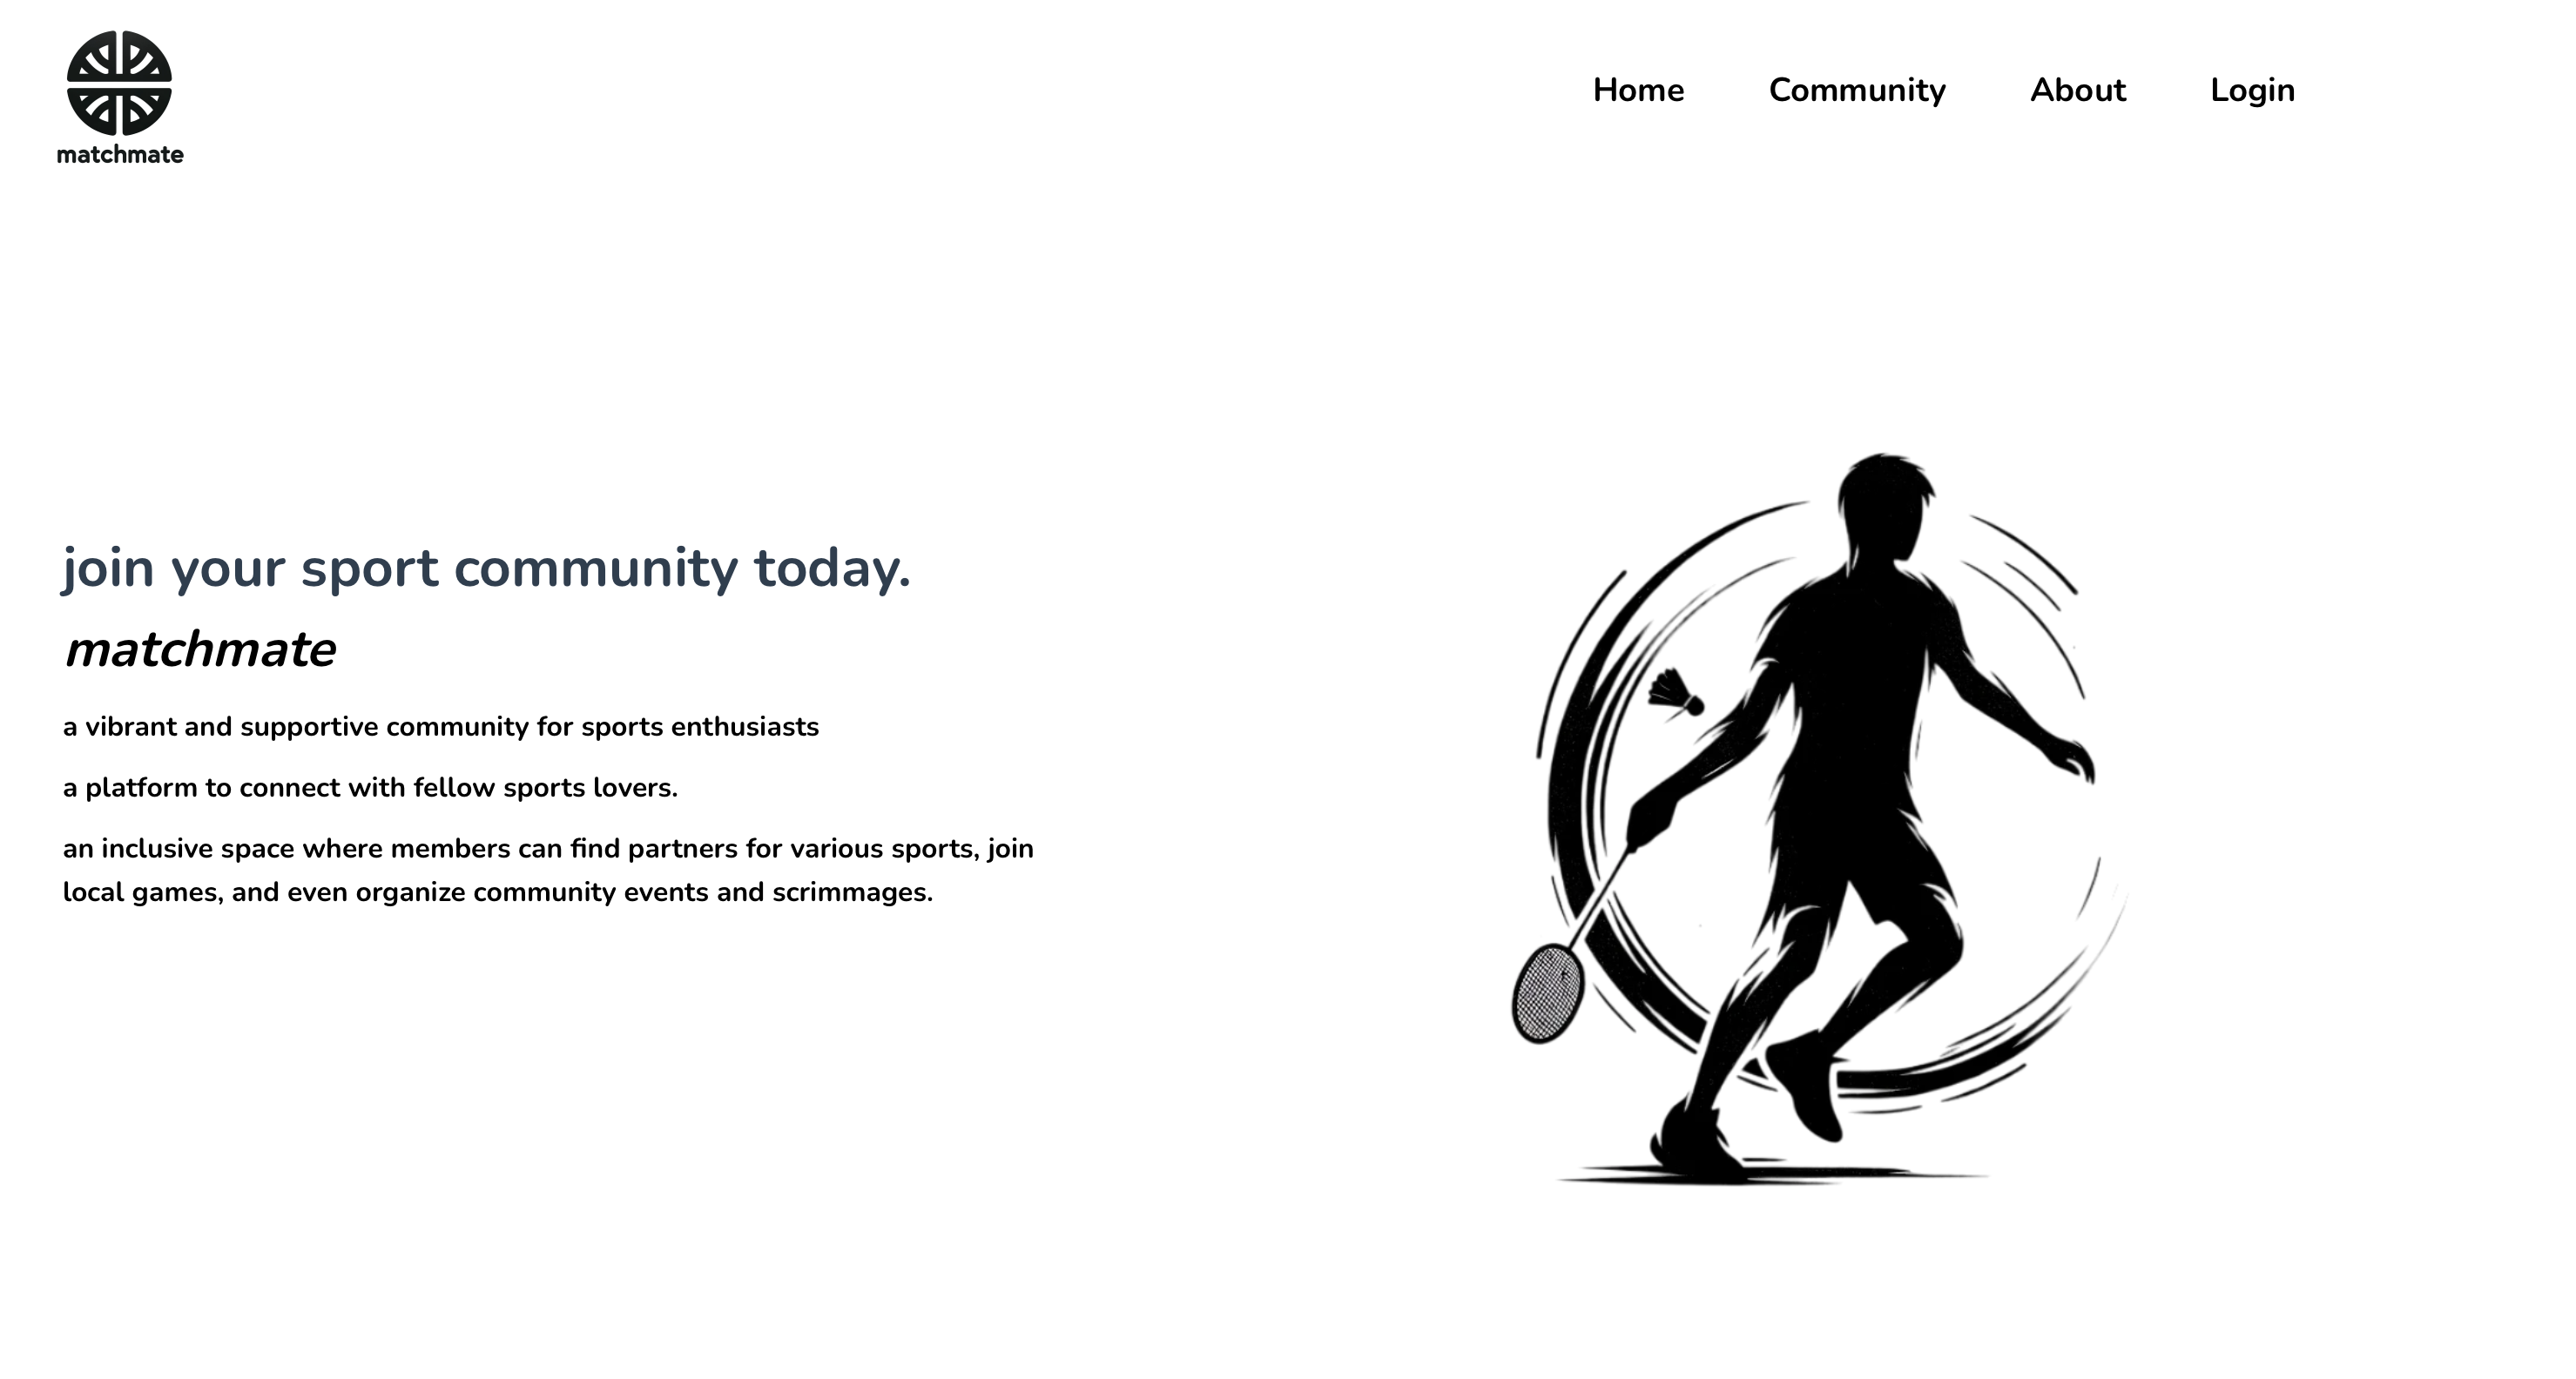 matchmate
Home Community About Login
join your sport community today.
matchmate
a vibrant and supportive community for sports enthusiasts
a platform to connect with fellow sports lovers.
an inclusive space where members can find partners for various sports, join
local games, and even organize community events and scrimmages.